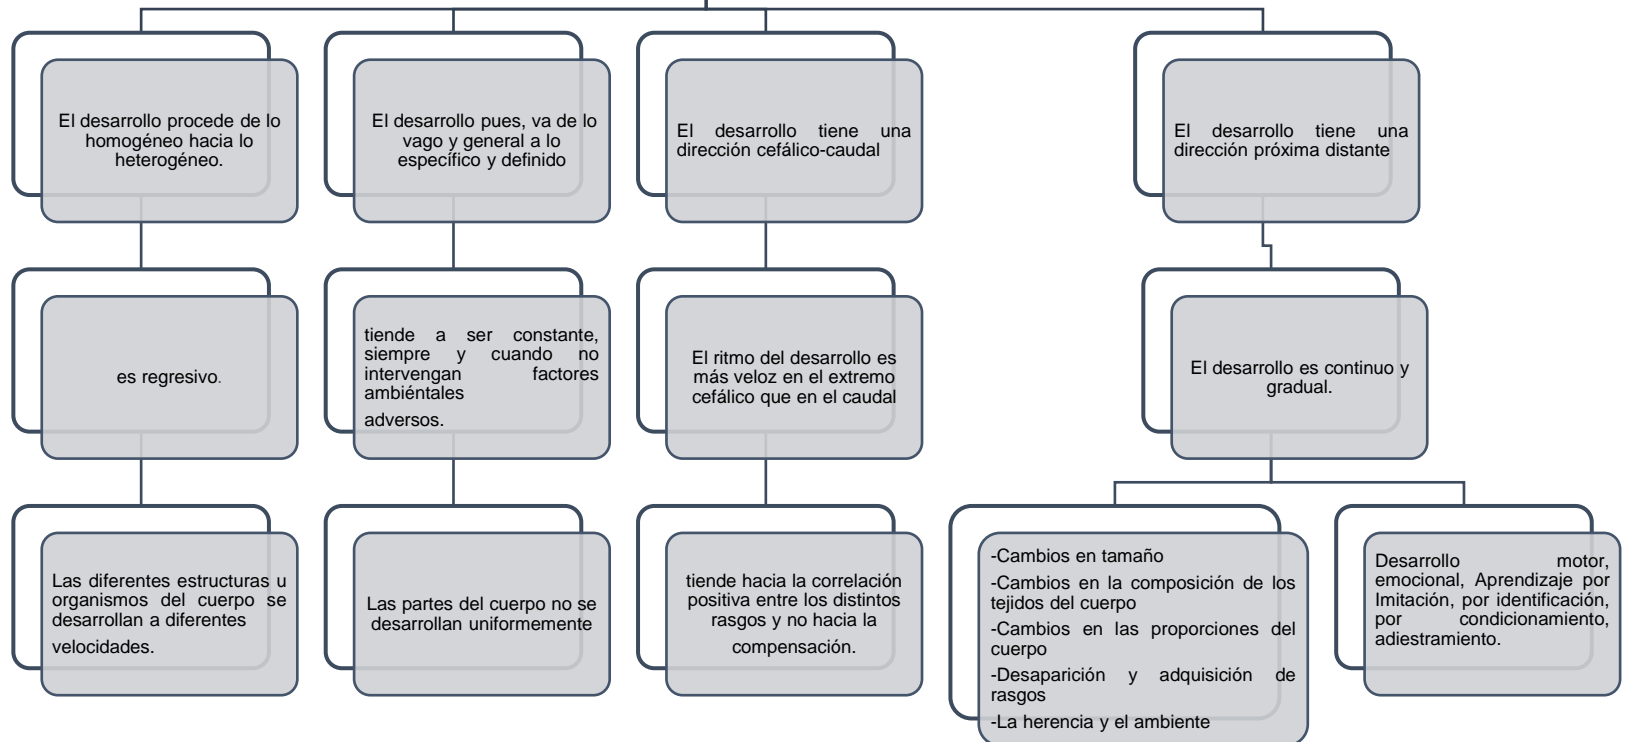 El desarrollo procede de lo
homogéneo hacia lo
heterogéneo.
El desarrollo pues, va de lo
vago y general a lo
específico y definido
El desarrollo tiene una
dirección cefálico-caudal
El desarrollo tiene una
dirección próxima distante
es regresivo.
tiende a ser constante,
siempre y cuando no
intervengan factores
ambiéntales
adversos.
El ritmo del desarrollo es
más veloz en el extremo
cefálico que en el caudal
El desarrollo es continuo y
gradual.
Las diferentes estructuras u
organismos del cuerpo se
desarrollan a diferentes
velocidades.
Las partes del cuerpo no se
desarrollan uniformemente
tiende hacia la correlación
positiva entre los distintos
rasgos y no hacia la
compensación.
-Cambios en tamaño
-Cambios en la composición de los
tejidos del cuerpo
-Cambios en las proporciones del
cuerpo
-Desaparición y adquisición de
rasgos
-La herencia y el ambiente
Desarrollo motor,
emocional, Aprendizaje por
Imitación, por identificación,
por condicionamiento,
adiestramiento.